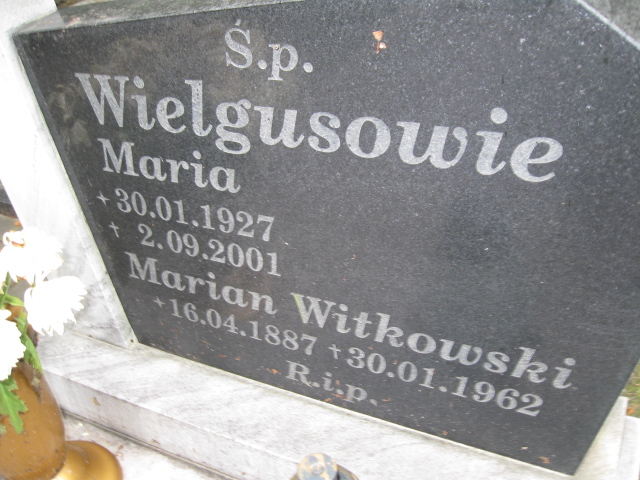 Ś.p.
Wielgusowie
Maria
* 30.01.1927
† 2.09.2001
Marian Witkowski
* 16.04.1887 † 30.01.1962
R.i.p.